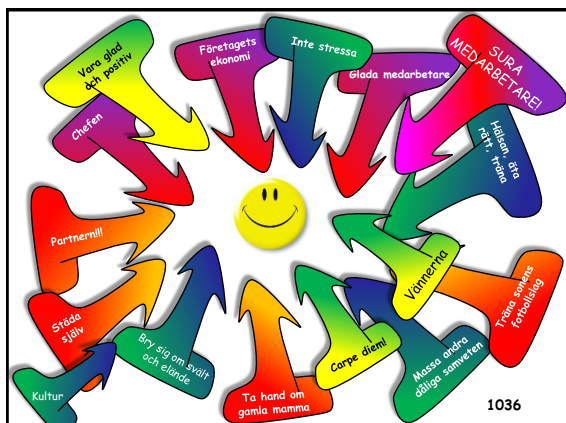 Vara glad
och positiv
Företagets
ekonomi
Inte stressa
Glada medarbetare
SURA
MEDARBETARE!
Chefen
Hälsan, äta
rätt, träna
Partnern!!!
Vännerna
Träna sonens
fotbollslag
Städa
själv
Bry sig om svält
och elände
Carpe diem!
Massa andra
dåliga samveten
Kultur
Ta hand om
gamla mamma
1036